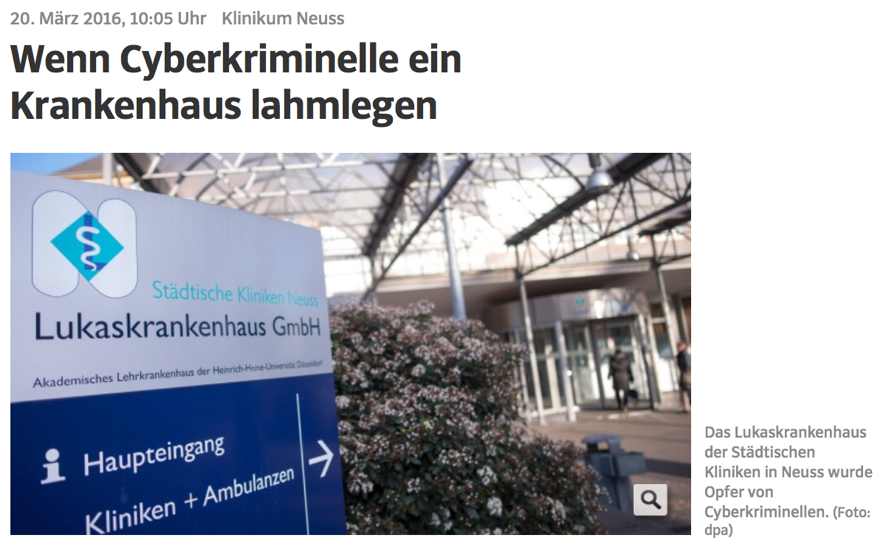 20. März 2016, 10:05 Uhr Klinikum Neuss
Wenn Cyberkriminelle ein
Krankenhaus lahmlegen
Städtische Kliniken Neuss
Lukaskrankenhaus GmbH
Akademisches Lehrkrankenhaus der Heinrich-Heine-Universität Düsseldorf
i Haupteingang
Kliniken + Ambulanzen
Das Lukaskrankenhaus
der Städtischen
Kliniken in Neuss wurde
Opfer von
Cyberkriminellen. (Foto:
dpa)